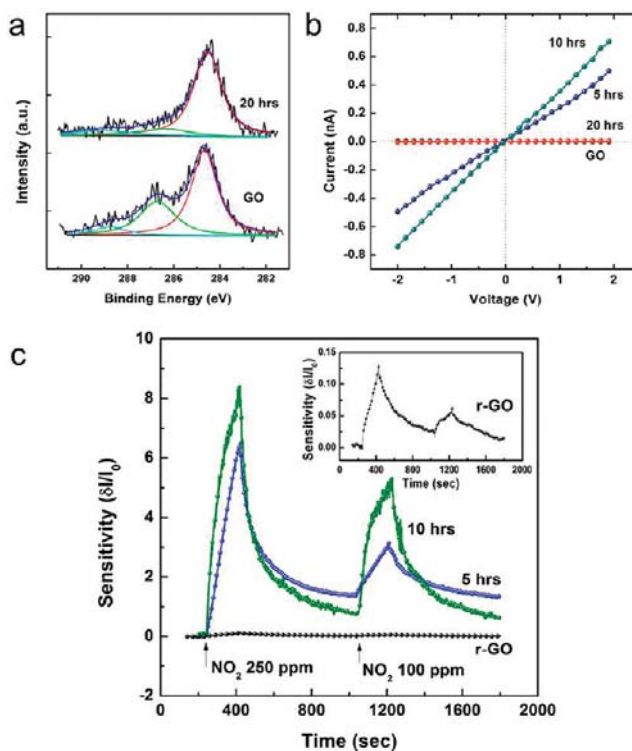 a
20 hrs
GO
Intensity (a.u.)
290 288 286 284 282
Binding Energy (eV)
b
10 hrs
5 hrs
20 hrs
GO
Current (nA)
0.8
0.6
0.4
0.2
0.0
-0.2
-0.4
-0.6
-0.8
-2 -1 0 1 2
Voltage (V)
c
Sensitivity (δI/I0)
10
8
6
4
2
0
-2
0 400 800 1200 1600 2000
Time (sec)
NO2 250 ppm
NO2 100 ppm
10 hrs
5 hrs
r-GO
Sensitivity (δI/I0)
0.15
0.10
0.05
0.00
0 400 800 1200 1600 2000
Time (sec)
r-GO